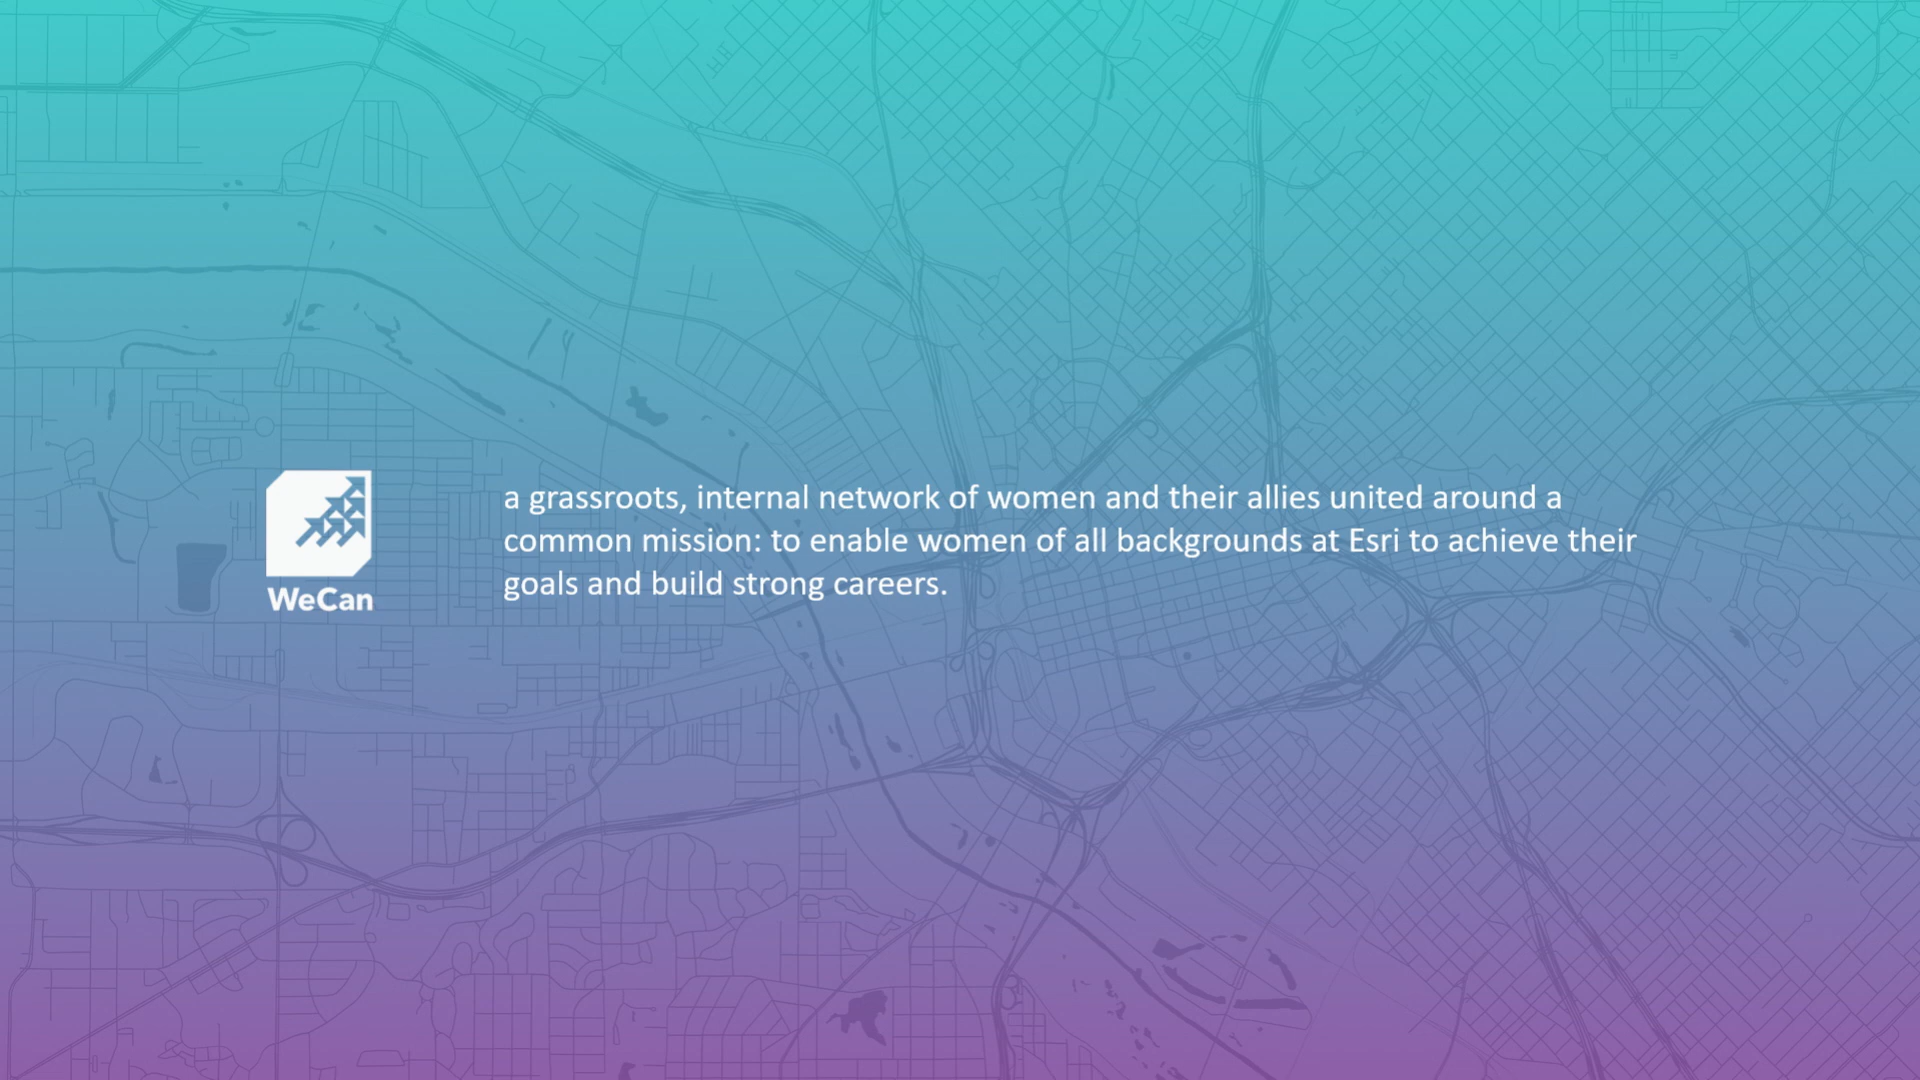 WeCan
a grassroots, internal network of women and their allies united around a
common mission: to enable women of all backgrounds at Esri to achieve their
goals and build strong careers.